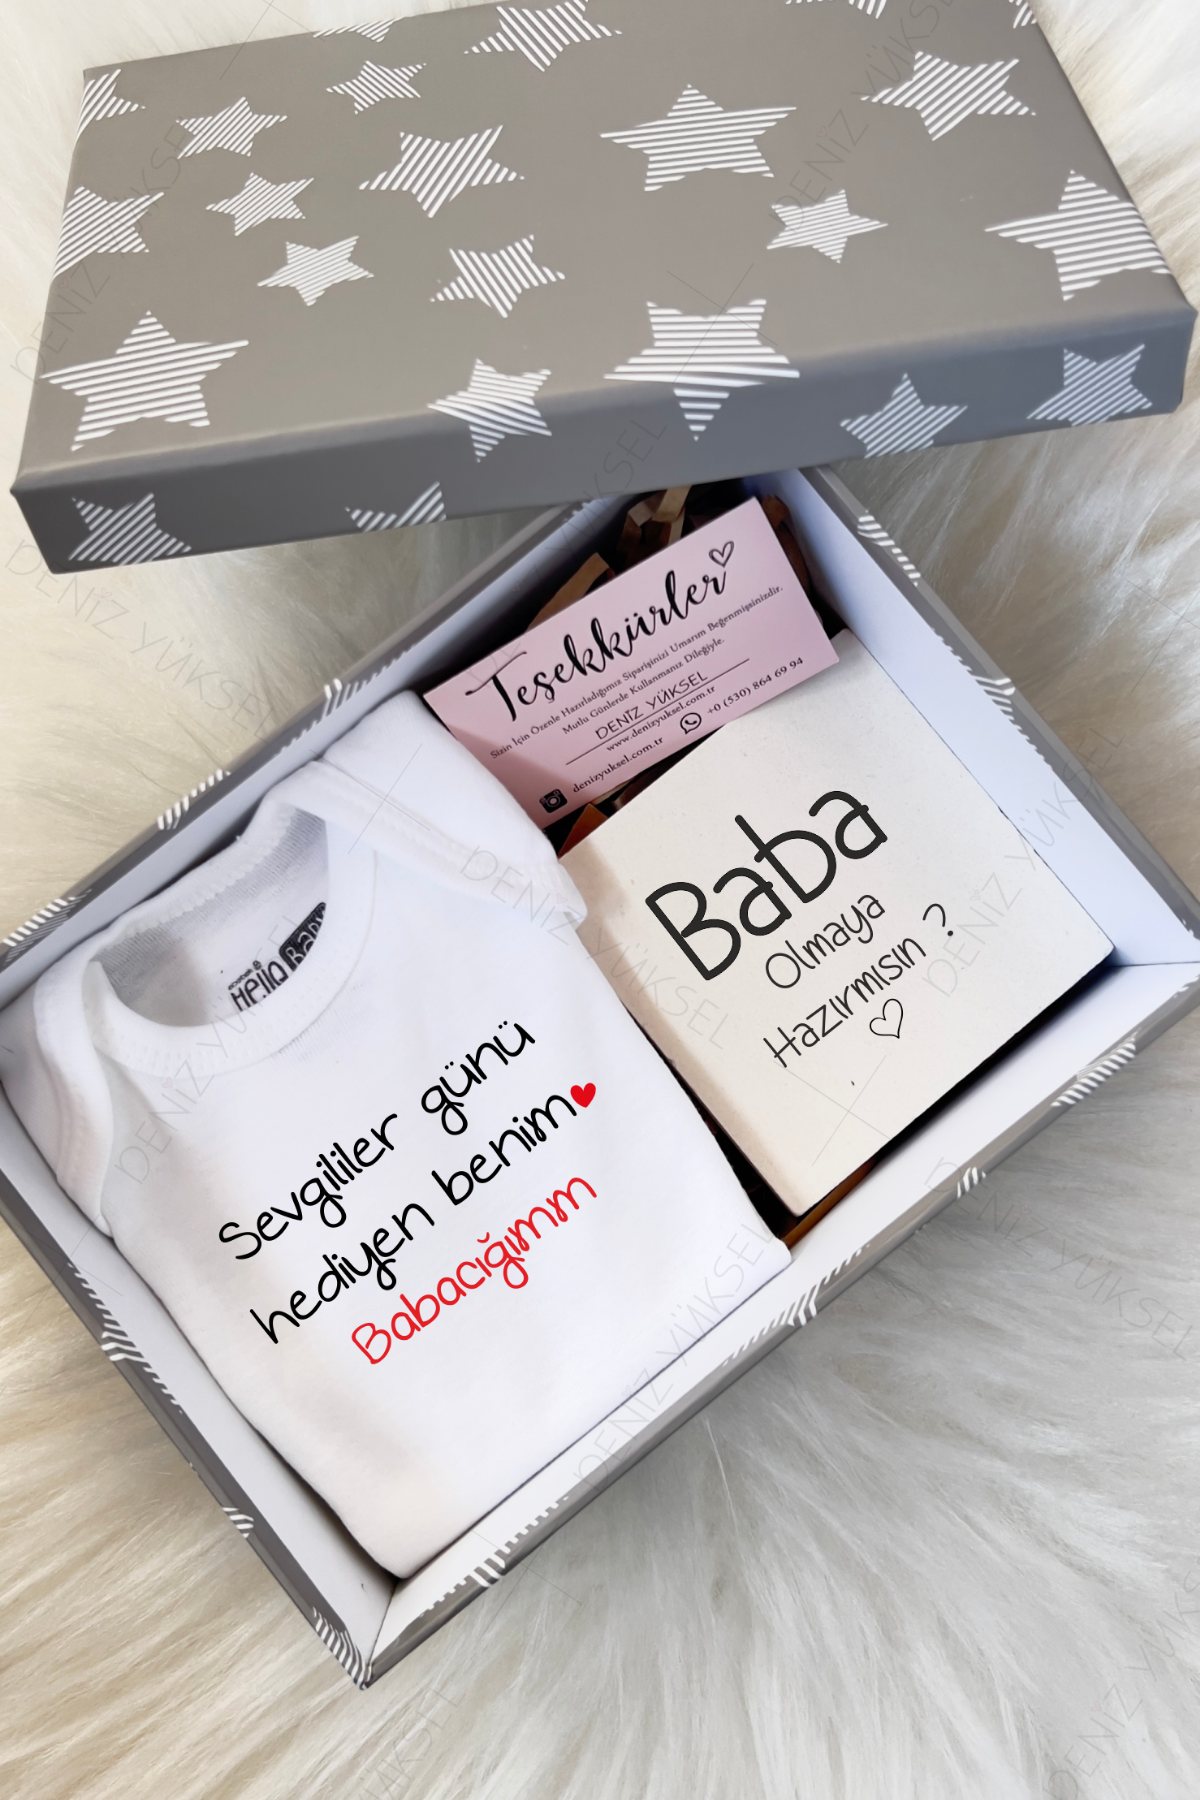 Teşekkürler
Sizin İçin Özenle Hazırladığımız Siparişinizi Umarım Beğenmişsinizdir.
Mutlu Günlerde Kullanmanız Dileğiyle.
DENİZ YÜKSEL
www.denizyuksel.com.tr
denizyuksel.com.tr
+0 (530) 864 69 94
Baba
Olmaya
Hazırmısın ?
HellO BABY
Sevgililer günü
hediyen benim
Babacığımm
DENİZ YÜKSEL